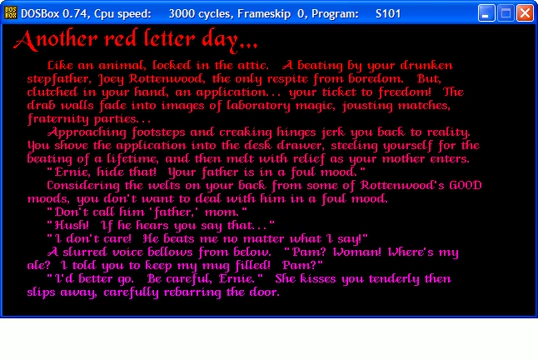 DOSBox 0.74, Cpu speed: 3000 cycles, Frameskip 0, Program: S101
Another red letter day...
Like an animal, locked in the attic. A beating by your drunken
stepfather, Joey Rottenwood, the only respite from boredom. But,
clutched in your hand, an application... your ticket to freedom! The
drab walls fade into images of laboratory magic, jousting matches,
fraternity parties...
Approaching footsteps and creaking hinges jerk you back to reality.
You shove the application into the desk drawer, steeling yourself for the
beating of a lifetime, and then melt with relief as your mother enters.
"Ernie, hide that! Your father is in a foul mood."
Considering the welts on your back from some of Rottenwood's GOOD
moods, you don't want to deal with him in a foul mood.
"Don't call him 'father,' mom."
"Hush! If he hears you say that..."
"I don't care! He beats me no matter what I say!"
A slurred voice bellows from below. "Pam? Woman! Where's my
ale? I told you to keep my mug filled! Pam?"
"I'd better go. Be careful, Ernie." She kisses you tenderly then
slips away, carefully rebarring the door.